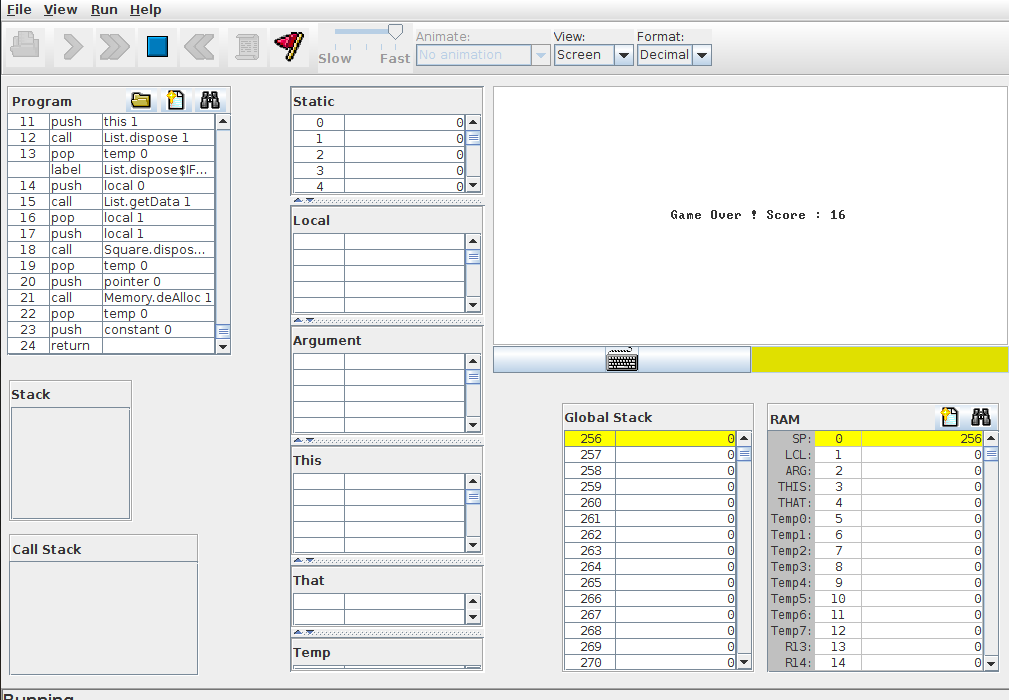 File View Run Help
Animate: View: Format:
Slow Fast No animation Screen Decimal
Program
11 push this 1
12 call List.dispose 1
13 pop temp 0
label List.dispose$IF...
14 push local 0
15 call List.getData 1
16 pop local 1
17 push local 1
18 call Square.dispos...
19 pop temp 0
20 push pointer 0
21 call Memory.deAlloc 1
22 pop temp 0
23 push constant 0
24 return
Stack
Call Stack
Static
0 0
1 0
2 0
3 0
4 0
Local
Argument
This
That
Temp
Game Over ! Score : 16
Global Stack
256 0
257 0
258 0
259 0
260 0
261 0
262 0
263 0
264 0
265 0
266 0
267 0
268 0
269 0
270 0
RAM
SP: 0 256
LCL: 1 0
ARG: 2 0
THIS: 3 0
THAT: 4 0
Temp0: 5 0
Temp1: 6 0
Temp2: 7 0
Temp3: 8 0
Temp4: 9 0
Temp5: 10 0
Temp6: 11 0
Temp7: 12 0
R13: 13 0
R14: 14 0
Running